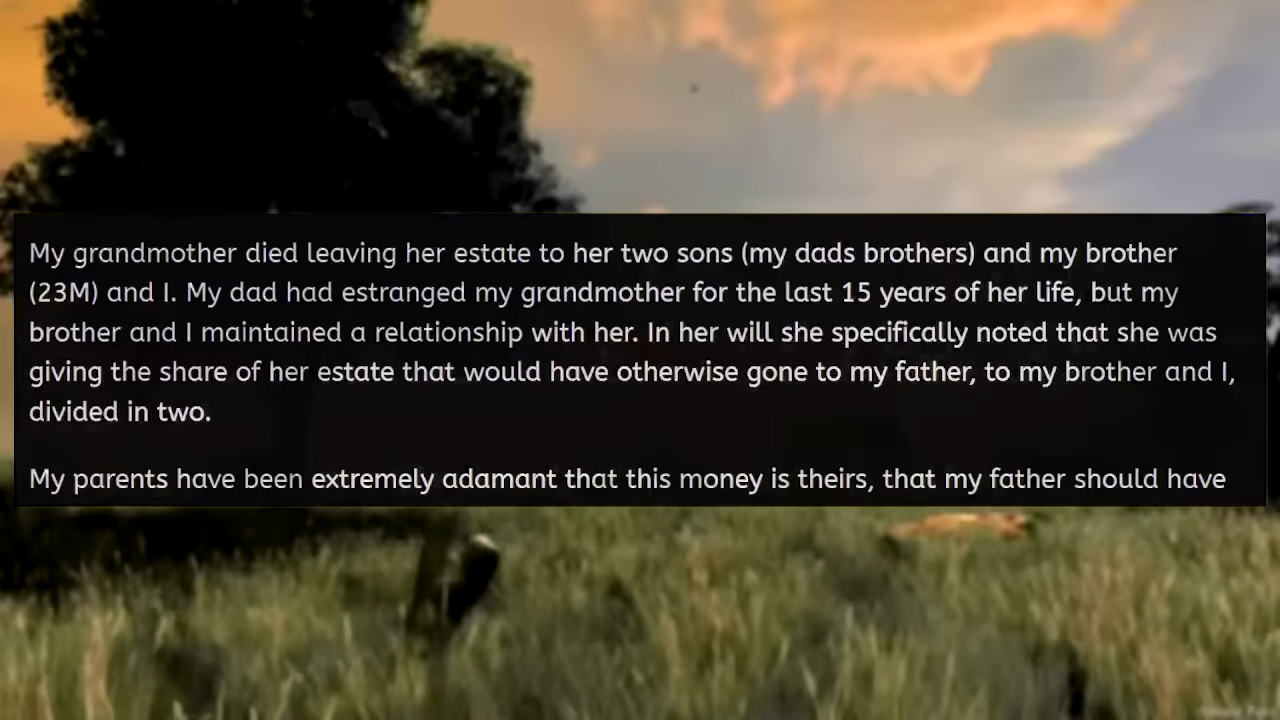 My grandmother died leaving her estate to her two sons (my dads brothers) and my brother
(23M) and I. My dad had estranged my grandmother for the last 15 years of her life, but my
brother and I maintained a relationship with her. In her will she specifically noted that she was
giving the share of her estate that would have otherwise gone to my father, to my brother and I,
divided in two.
My parents have been extremely adamant that this money is theirs, that my father should have